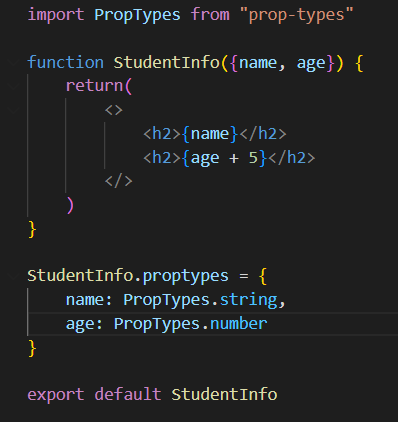 import PropTypes from "prop-types"
function StudentInfo({name, age}) {
return(
<>
<h2>{name}</h2>
<h2>{age + 5}</h2>
</>
)
}
StudentInfo.proptypes = {
name: PropTypes.string,
age: PropTypes.number
}
export default StudentInfo